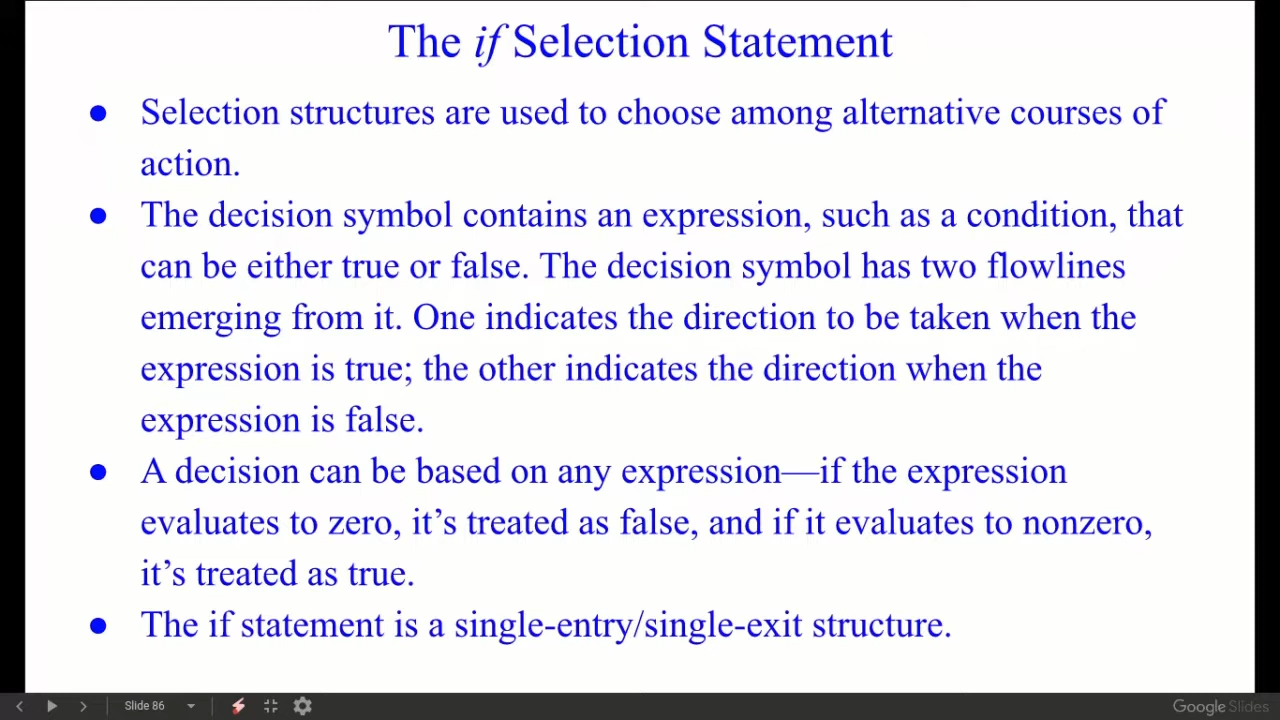 The if Selection Statement
● Selection structures are used to choose among alternative courses of
action.
● The decision symbol contains an expression, such as a condition, that
can be either true or false. The decision symbol has two flowlines
emerging from it. One indicates the direction to be taken when the
expression is true; the other indicates the direction when the
expression is false.
● A decision can be based on any expression—if the expression
evaluates to zero, it’s treated as false, and if it evaluates to nonzero,
it’s treated as true.
● The if statement is a single-entry/single-exit structure.
Slide 86
Google Slides